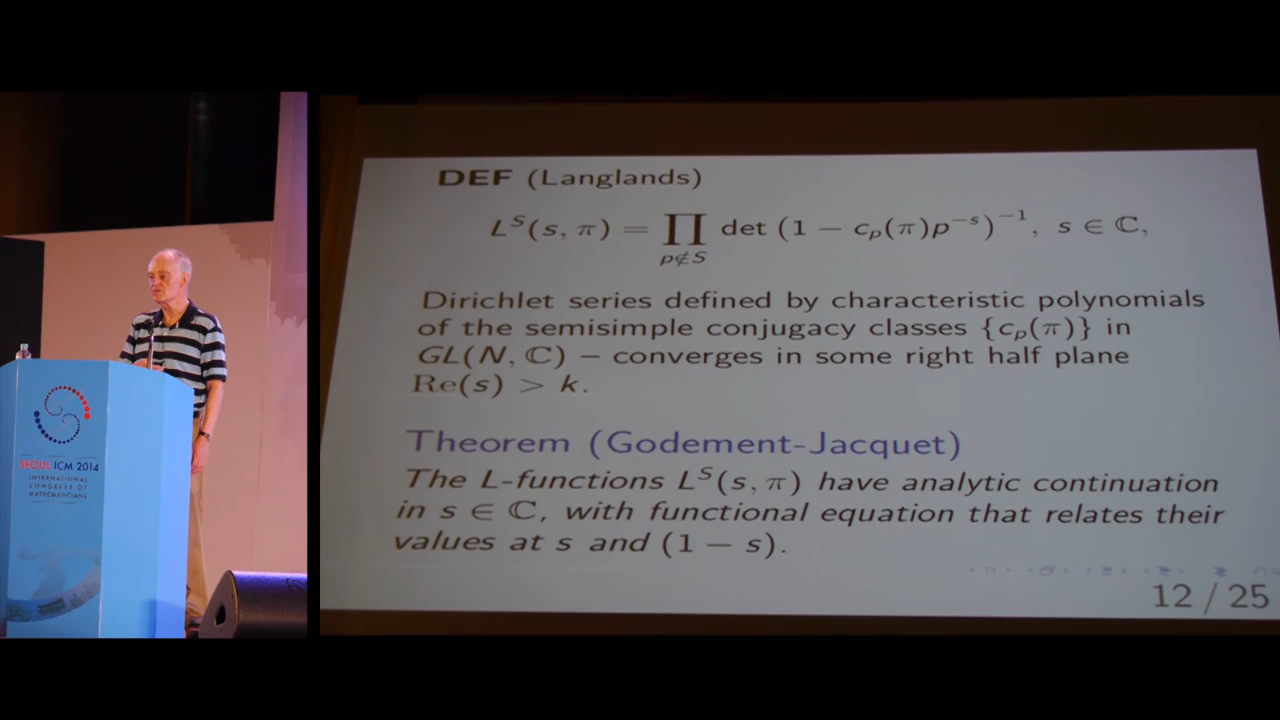 DEF (Langlands)
L^S(s, π) = ∏_{p∉S} det (1 − c_p(π)p^{−s})^{−1}, s ∈ ℂ,
Dirichlet series defined by characteristic polynomials
of the semisimple conjugacy classes {c_p(π)} in
GL(N, ℂ) – converges in some right half plane
Re(s) > k.
Theorem (Godement-Jacquet)
The L-functions L^S(s, π) have analytic continuation
in s ∈ ℂ, with functional equation that relates their
values at s and (1 − s).
12 / 25
SEOUL ICM 2014
INTERNATIONAL
CONGRESS OF
MATHEMATICIANS